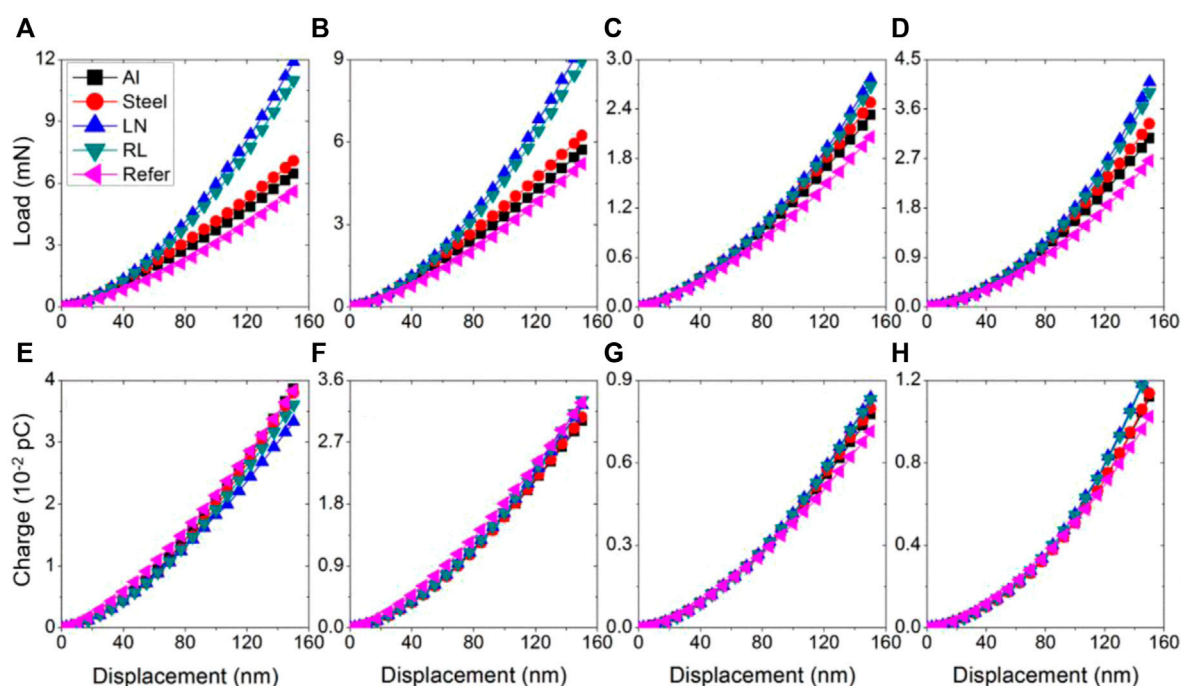 A B C D
Load (mN)
12
9
6
3
0
Al
Steel
LN
RL
Refer
0 40 80 120 160
9
6
3
0
0 40 80 120 160
3.0
2.4
1.8
1.2
0.6
0.0
0 40 80 120 160
4.5
3.6
2.7
1.8
0.9
0.0
0 40 80 120 160
E F G H
Charge (10⁻² pC)
4
3
2
1
0
0 40 80 120 160
3.6
2.7
1.8
0.9
0.0
0 40 80 120 160
0.9
0.6
0.3
0.0
0 40 80 120 160
1.2
0.8
0.4
0.0
0 40 80 120 160
Displacement (nm) Displacement (nm) Displacement (nm) Displacement (nm)